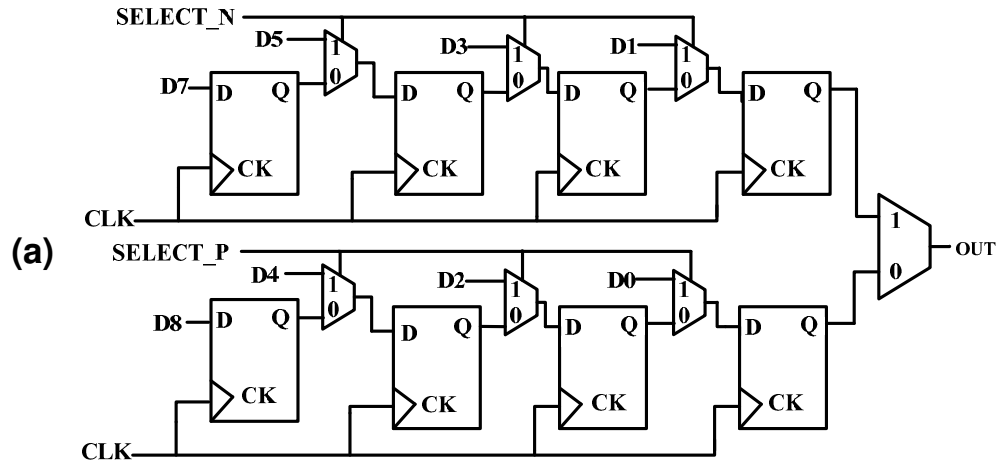 SELECT_N
D5 1 0
D3 1 0
D1 1 0
D7 D Q CK
D Q CK
D Q CK
D Q CK
CLK
(a)
1 0 OUT
SELECT_P
D4 1 0
D2 1 0
D0 1 0
D8 D Q CK
D Q CK
D Q CK
D Q CK
CLK